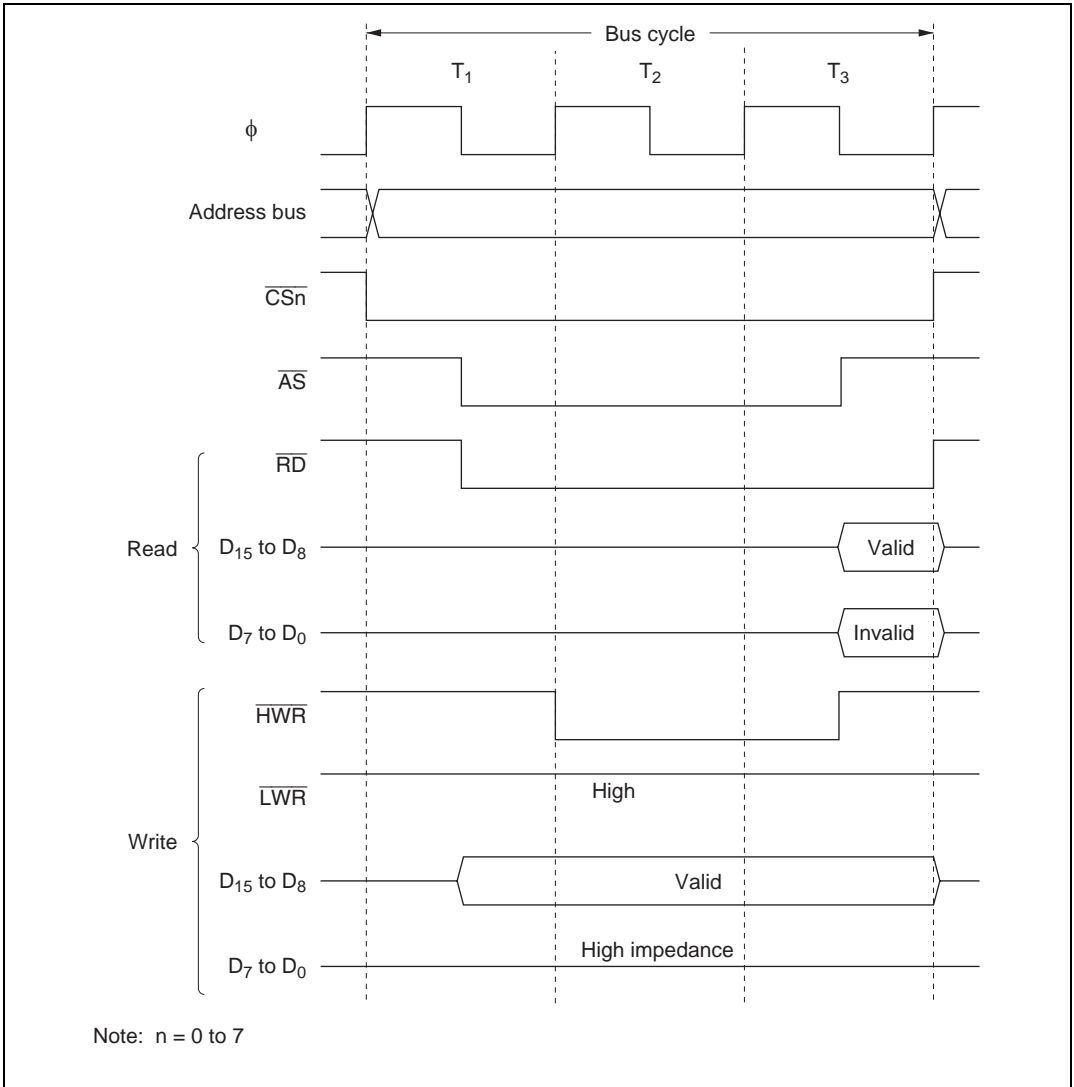 Bus cycle
T1 T2 T3
ϕ
Address bus
CSn
AS
RD
Read
D15 to D8 Valid
D7 to D0 Invalid
HWR
LWR High
Write
D15 to D8 Valid
D7 to D0 High impedance
Note: n = 0 to 7